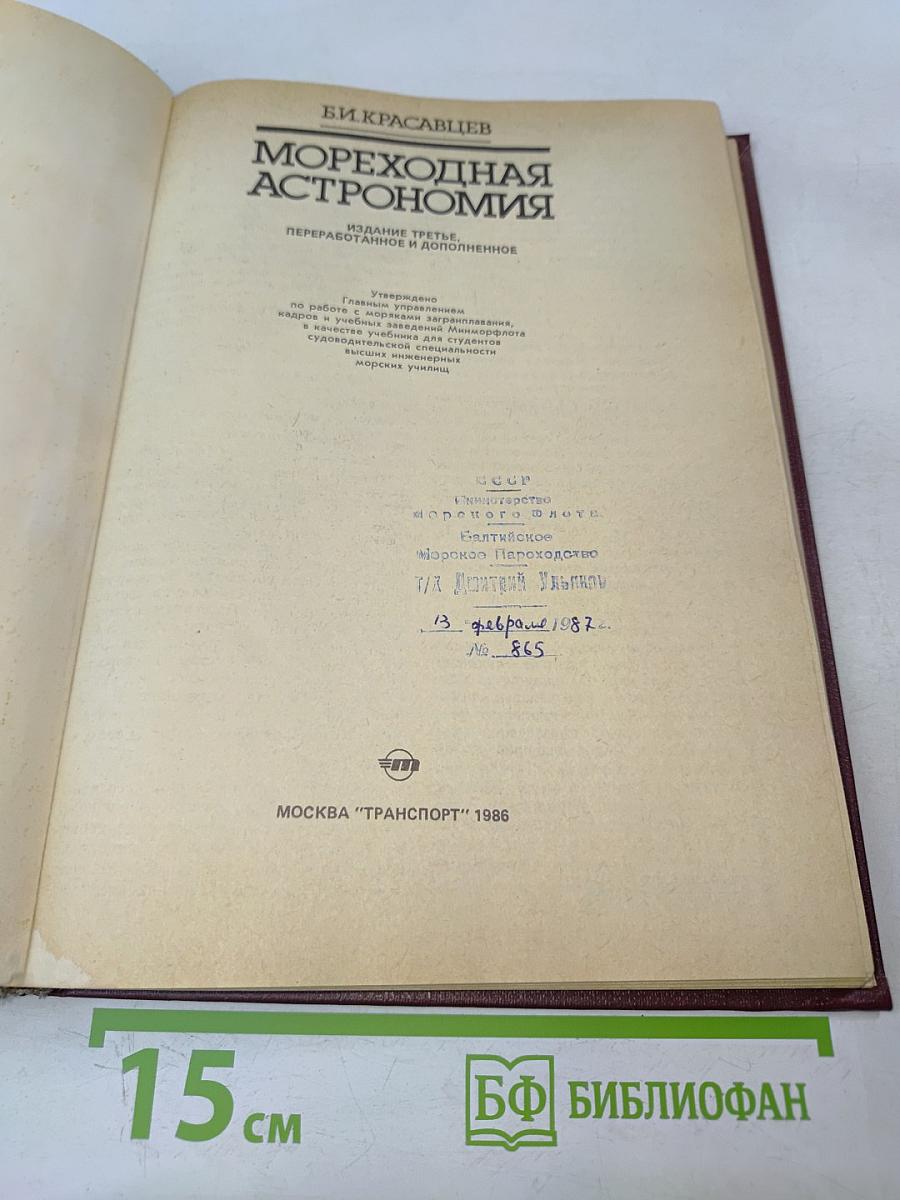 Б.И.КРАСАВЦЕВ
МОРЕХОДНАЯ
АСТРОНОМИЯ
ИЗДАНИЕ ТРЕТЬЕ,
ПЕРЕРАБОТАННОЕ И ДОПОЛНЕННОЕ
Утверждено
Главным управлением
по работе с моряками загранплавания,
кадров и учебных заведений Минморфлота
в качестве учебника для студентов
судоводительской специальности
высших инженерных
морских училищ
СССР
Министерство
Морского Флота
Балтийское
Морское Пароходство
т/х Дмитрий Ульянов
13 февраля 1987 г.
№ 865
m
МОСКВА "ТРАНСПОРТ" 1986
15 см
БФ БИБЛИОФАН